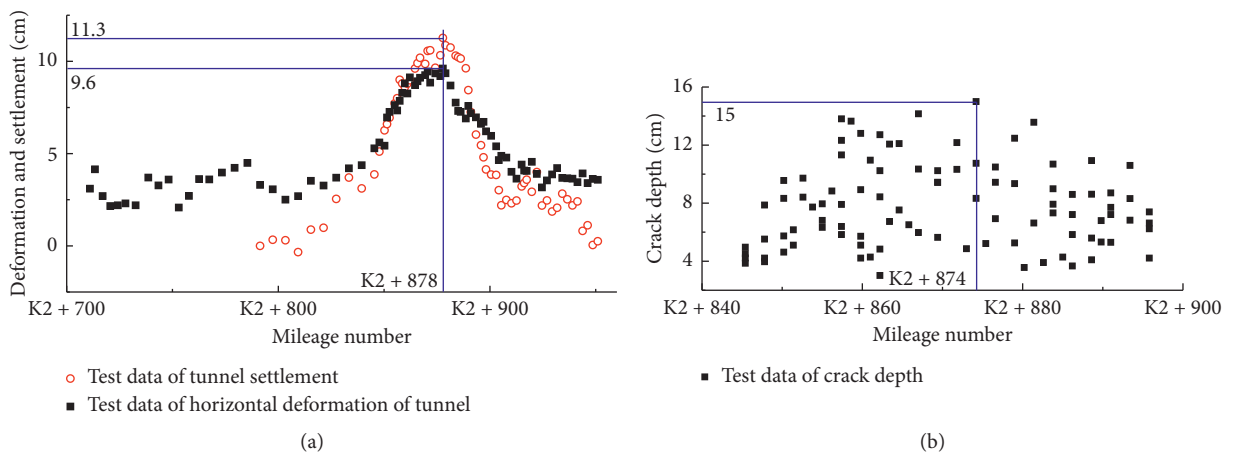 Deformation and settlement (cm)
11.3
10
9.6
5
0
K2 + 878
K2 + 700
K2 + 800
K2 + 900
Mileage number
Test data of tunnel settlement
Test data of horizontal deformation of tunnel
(a)
Crack depth (cm)
16
15
12
8
4
K2 + 874
K2 + 840
K2 + 860
K2 + 880
K2 + 900
Mileage number
Test data of crack depth
(b)